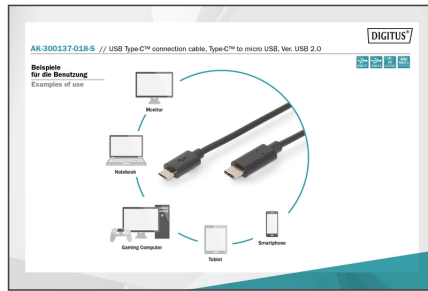 DIGITUS®
AK-300137-018-S // USB Type-C™ connection cable, Type-C™ to micro USB, Ver. USB 2.0
Beispiele
für die Benutzung
Examples of use
Monitor
Notebook
Gaming Computer
Tablet
Smartphone